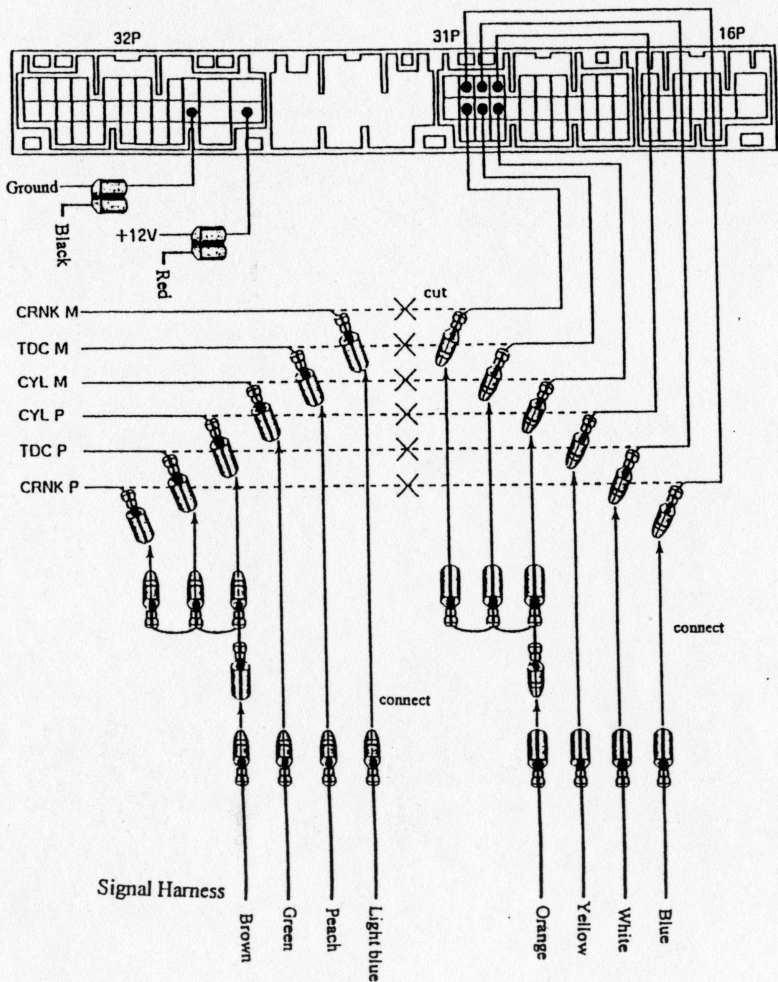 32P
31P
16P
Ground
Black
+12V
Red
cut
CRNK M
TDC M
CYL M
CYL P
TDC P
CRNK P
connect
connect
Signal Harness
Brown
Green
Peach
Light blue
Orange
Yellow
White
Blue